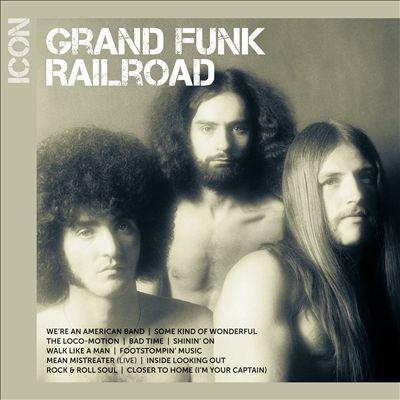 ICON
GRAND FUNK
RAILROAD
WE'RE AN AMERICAN BAND | SOME KIND OF WONDERFUL
THE LOCO-MOTION | BAD TIME | SHININ' ON
WALK LIKE A MAN | FOOTSTOMPIN' MUSIC
MEAN MISTREATER (LIVE) | INSIDE LOOKING OUT
ROCK & ROLL SOUL | CLOSER TO HOME (I'M YOUR CAPTAIN)